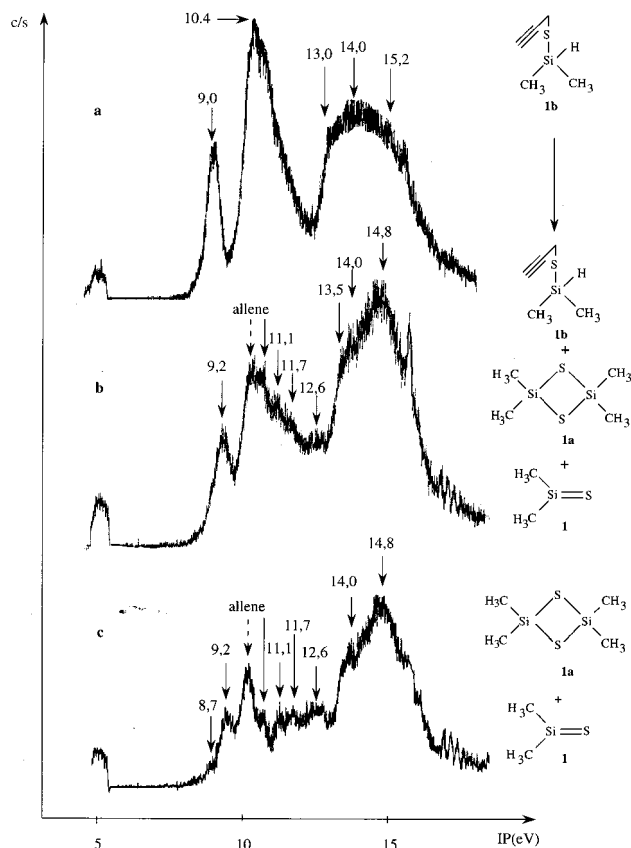 c/s
a
9,0
10.4
13,0
14,0
15,2
S
H
Si
CH3
CH3
1b
b
9,2
allene
11,1
11,7
12,6
13,5
14,0
14,8
S
H
Si
CH3
CH3
1b
+
H3C
S
CH3
Si
Si
H3C
S
CH3
1a
+
H3C
Si
S
H3C
1
c
8,7
9,2
allene
11,1
11,7
12,6
14,0
14,8
H3C
S
CH3
Si
Si
H3C
S
CH3
1a
+
H3C
Si
S
H3C
1
5
10
15
IP(eV)